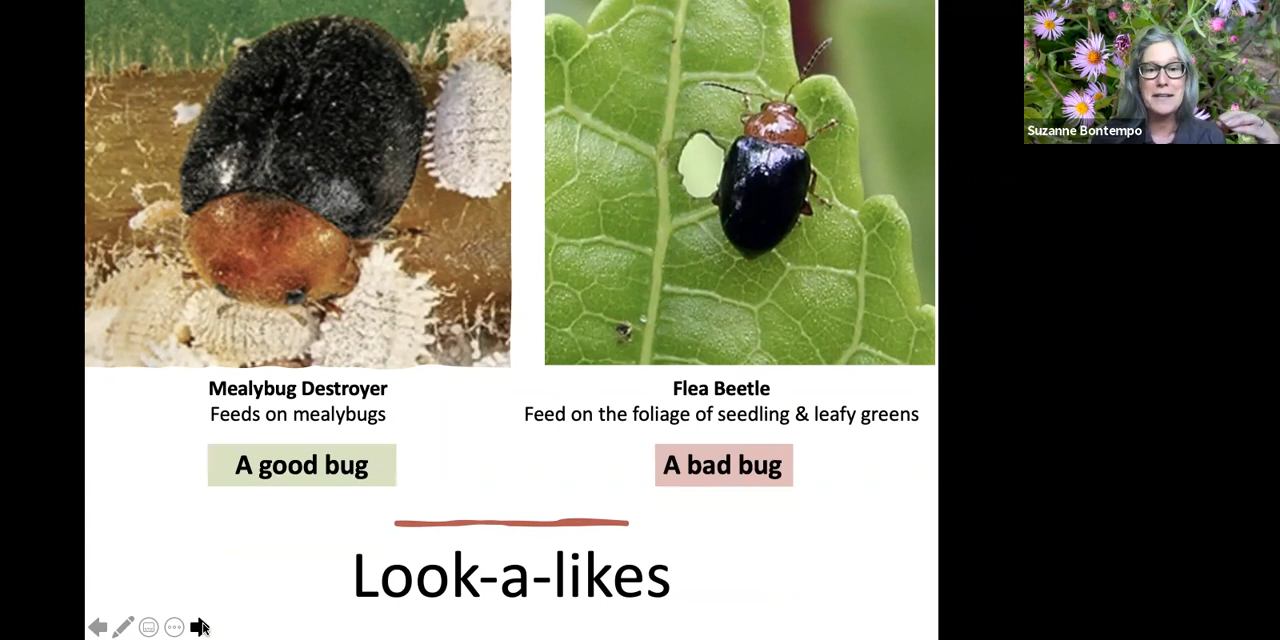 Suzanne Bontempo
Mealybug Destroyer
Feeds on mealybugs
A good bug
Flea Beetle
Feed on the foliage of seedling & leafy greens
A bad bug
Look-a-likes